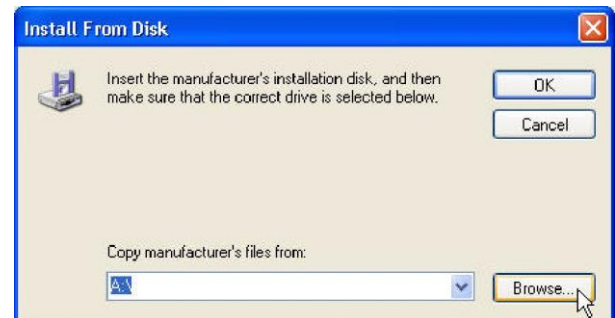 Install From Disk
Insert the manufacturer's installation disk, and then
make sure that the correct drive is selected below.
OK
Cancel
Copy manufacturer's files from:
A:\
Browse...